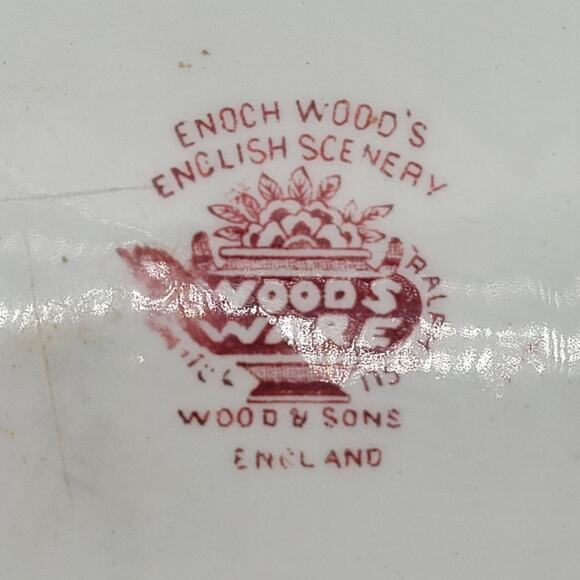 ENOCH WOOD'S
ENGLISH SCENERY
WOODS
WARE
WOOD & SONS
ENGLAND